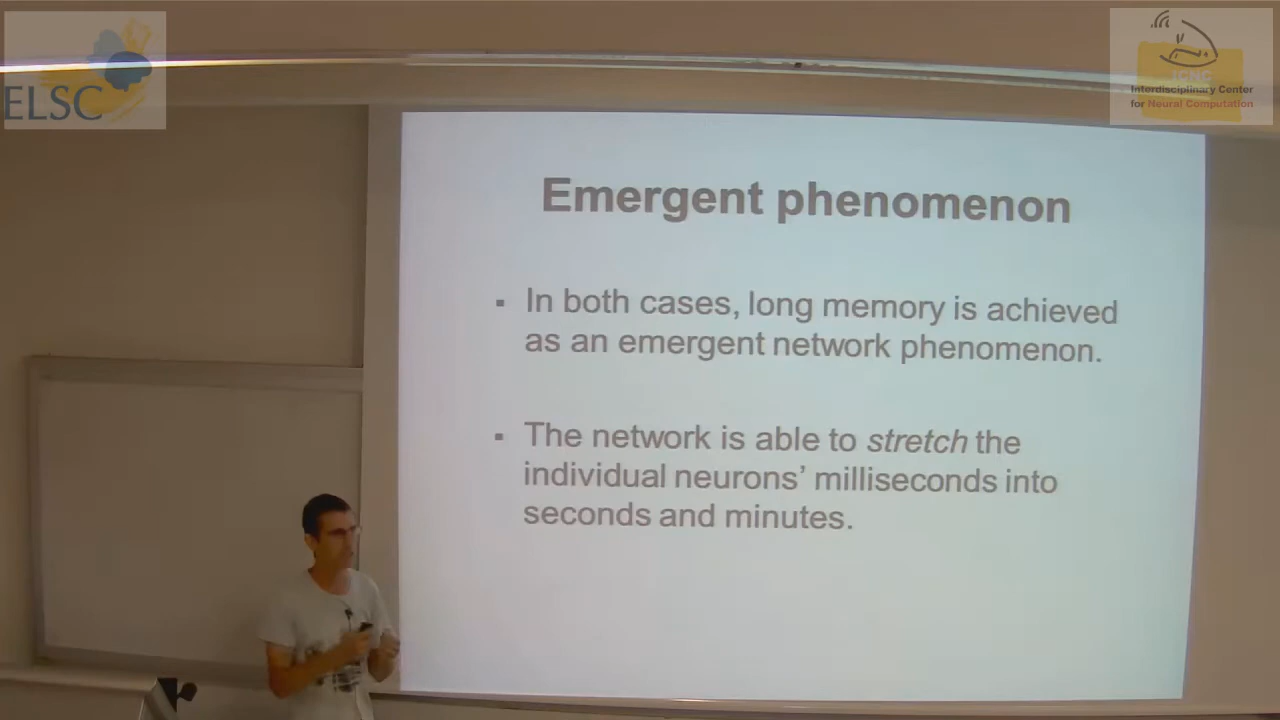 ELSC
ICNC
Interdisciplinary Center
for Neural Computation
Emergent phenomenon
▪ In both cases, long memory is achieved
as an emergent network phenomenon.
▪ The network is able to stretch the
individual neurons' milliseconds into
seconds and minutes.